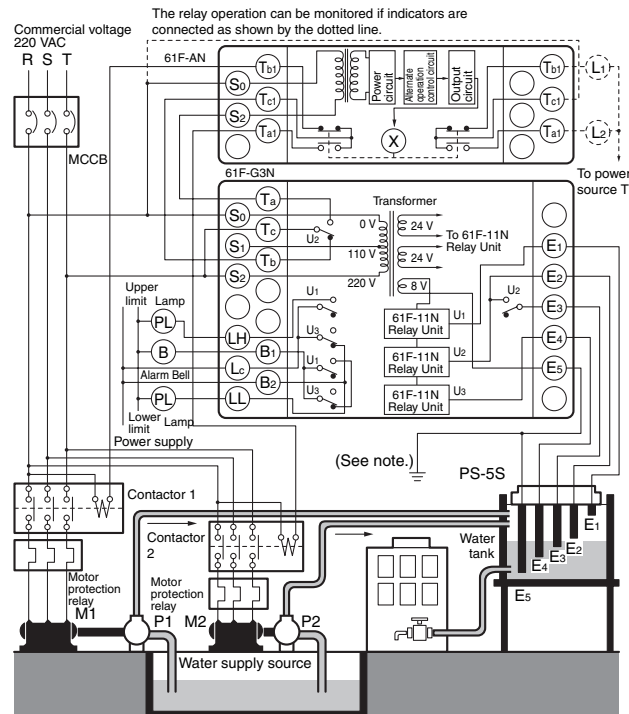 The relay operation can be monitored if indicators are
connected as shown by the dotted line.
Commercial voltage
220 VAC
R S T
MCCB
61F-AN
Tb1
S0
Tc1
S2
Ta1
Power
circuit
Alternate
operation
control circuit
Output
circuit
X
Tb1
Tc1
Ta1
L1
L2
To power
source T
61F-G3N
Ta
S0
Tc
S1
Tb
S2
U2
Transformer
0 V
110 V
220 V
24 V
24 V
8 V
To 61F-11N
Relay Unit
E1
E2
U2
E3
E4
E5
61F-11N
Relay Unit
U1
61F-11N
Relay Unit
U2
61F-11N
Relay Unit
U3
Upper
limit
Lamp
PL
LH
U1
U3
B
B1
Lc
U1
Alarm Bell
B2
U3
PL
LL
Lower
limit
Lamp
Power supply
(See note.)
PS-5S
Contactor 1
Contactor
2
Motor
protection
relay
Motor
protection
relay
M1
P1
M2
P2
Water
tank
E1
E2
E3
E4
E5
Water supply source